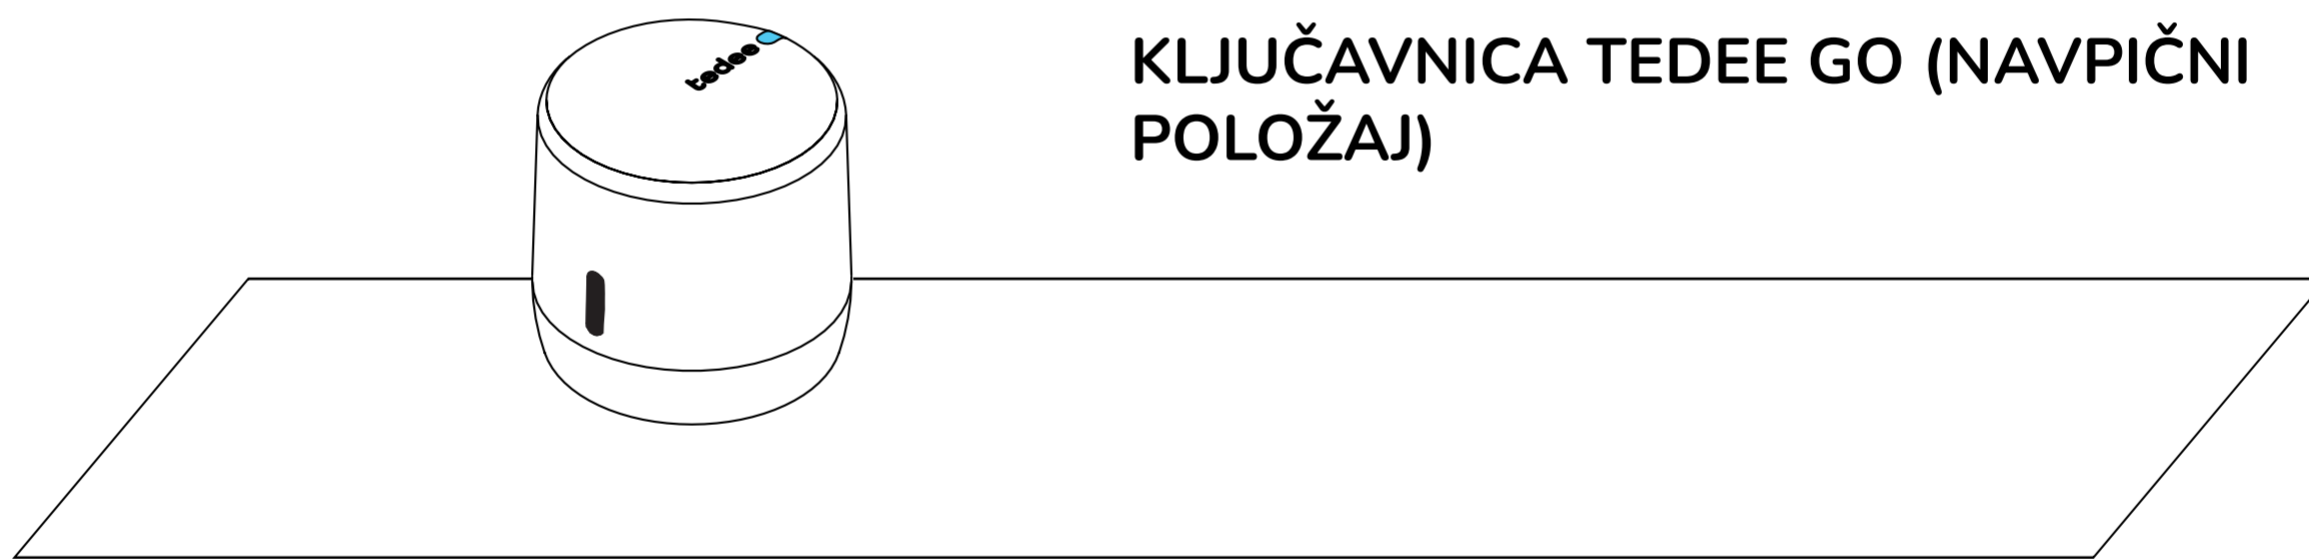 tedee
KLJUČAVNICA TEDEE GO (NAVPIČNI
POLOŽAJ)